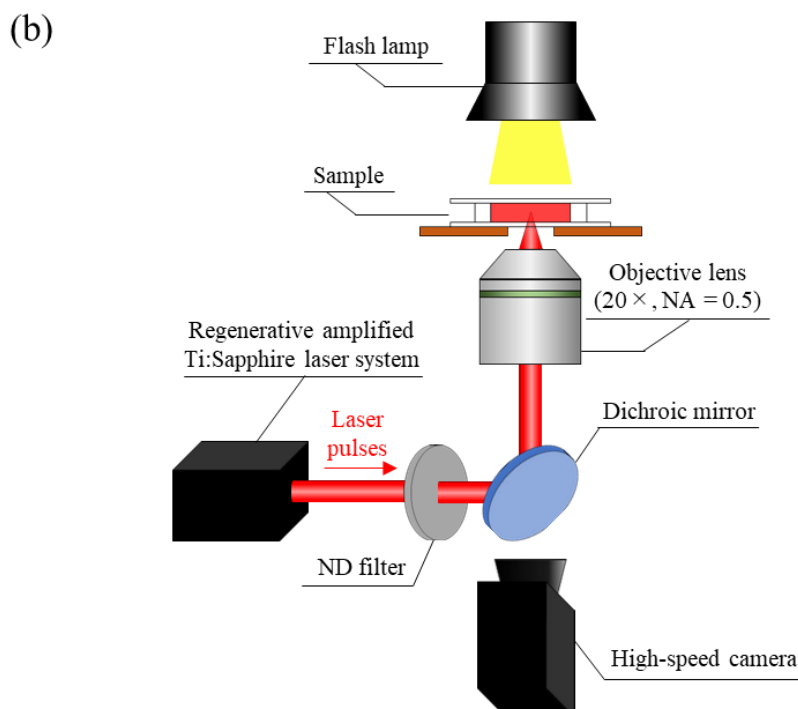 (b)
Flash lamp
Sample
Objective lens
(20 ×, NA = 0.5)
Regenerative amplified
Ti:Sapphire laser system
Laser
pulses
Dichroic mirror
ND filter
High-speed camera